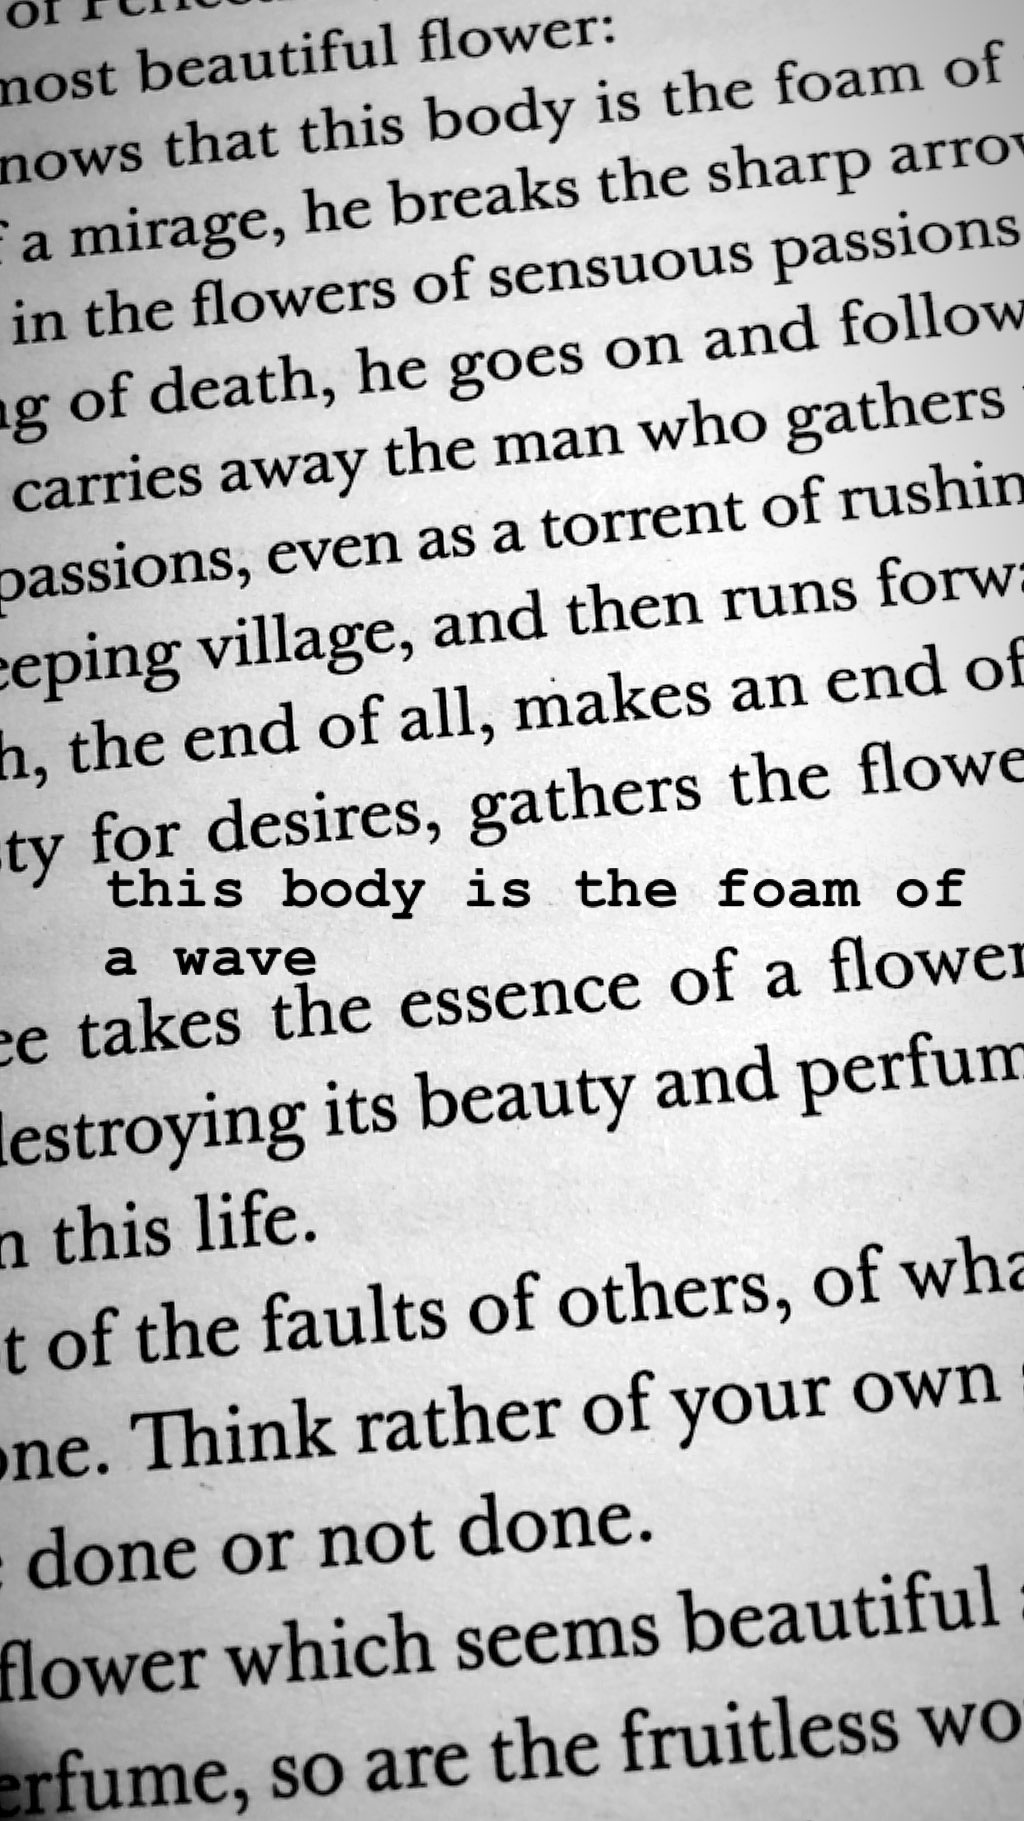 of
most beautiful flower:
nows that this body is the foam of
a mirage, he breaks the sharp arrow
in the flowers of sensuous passions
of death, he goes on and follow
carries away the man who gathers
passions, even as a torrent of rushin
eeping village, and then runs forwa
h, the end of all, makes an end of
ty for desires, gathers the flowe
this body is the foam of
a wave
ee takes the essence of a flower
destroying its beauty and perfum
n this life.
t of the faults of others, of wha
one. Think rather of your own
done or not done.
flower which seems beautiful
erfume, so are the fruitless wo